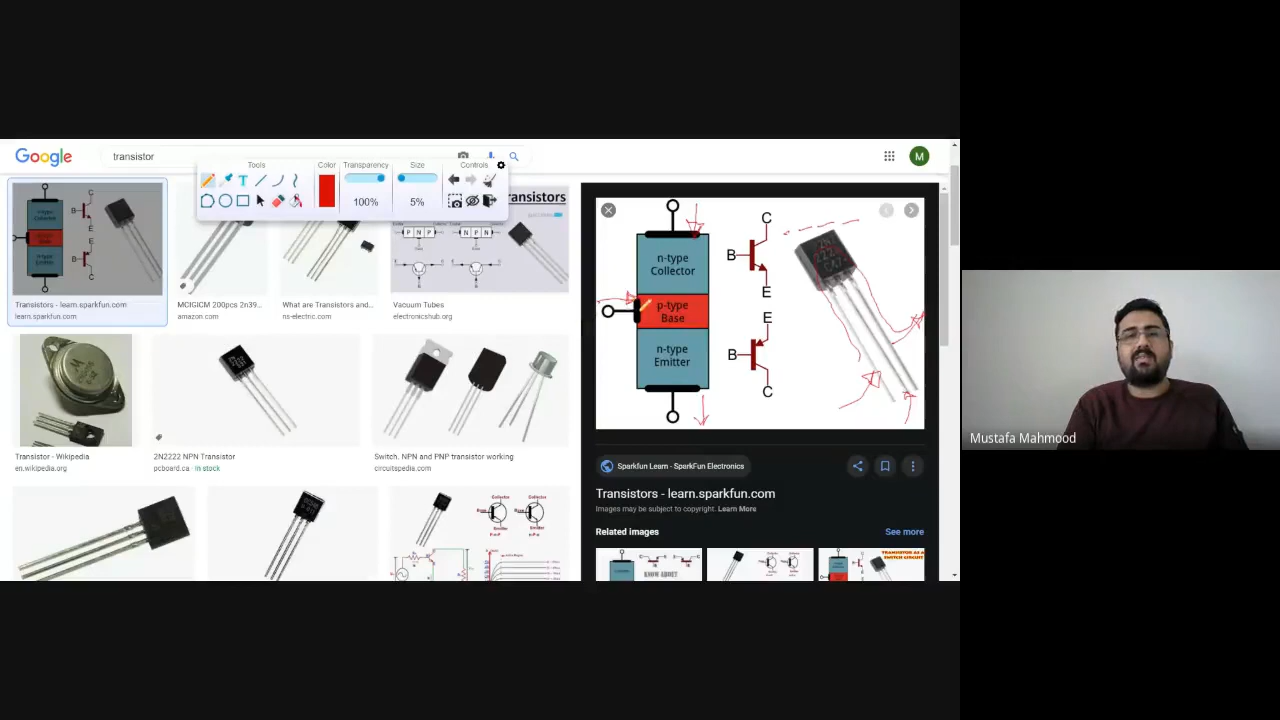 Google
transistor
Tools
Color
Transparency
Size
Controls
100%
5%
M
n-type
Collector
p-type
Base
n-type
Emitter
C
B
E
E
B
C
Transistors - learn.sparkfun.com
learn.sparkfun.com
MCIGICM 200pcs 2n39...
amazon.com
What are Transistors and...
ns-electric.com
ransistors
P N P
N P N
Vacuum Tubes
electronicshub.org
Transistor - Wikipedia
en.wikipedia.org
2N2222 NPN Transistor
pcboard.ca - In stock
Switch, NPN and PNP transistor working
circuitspedia.com
Sparkfun Learn - SparkFun Electronics
Transistors - learn.sparkfun.com
Images may be subject to copyright. Learn More
Related images
See more
TRANSISTOR AS A
SWITCH CIRCUIT
Mustafa Mahmood